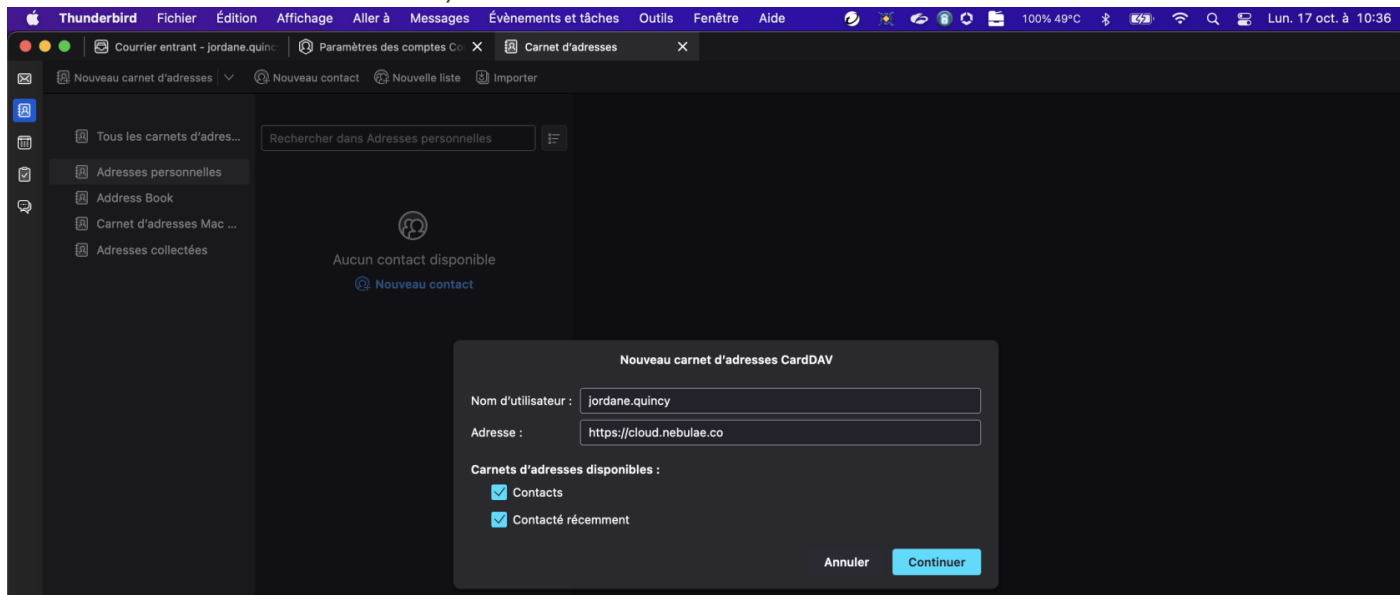 Thunderbird Fichier Édition Affichage Aller à Messages Évènements et tâches Outils Fenêtre Aide 100% 49°C Lun. 17 oct. à 10:36
Courrier entrant - jordane.quinc Paramètres des comptes Co Carnet d'adresses
Nouveau carnet d'adresses Nouveau contact Nouvelle liste Importer
Tous les carnets d'adres...
Rechercher dans Adresses personnelles
Adresses personnelles
Address Book
Carnet d'adresses Mac ...
Adresses collectées
Aucun contact disponible
Nouveau contact
Nouveau carnet d'adresses CardDAV
Nom d'utilisateur : jordane.quincy
Adresse : https://cloud.nebulae.co
Carnets d'adresses disponibles :
Contacts
Contacté récemment
Annuler Continuer